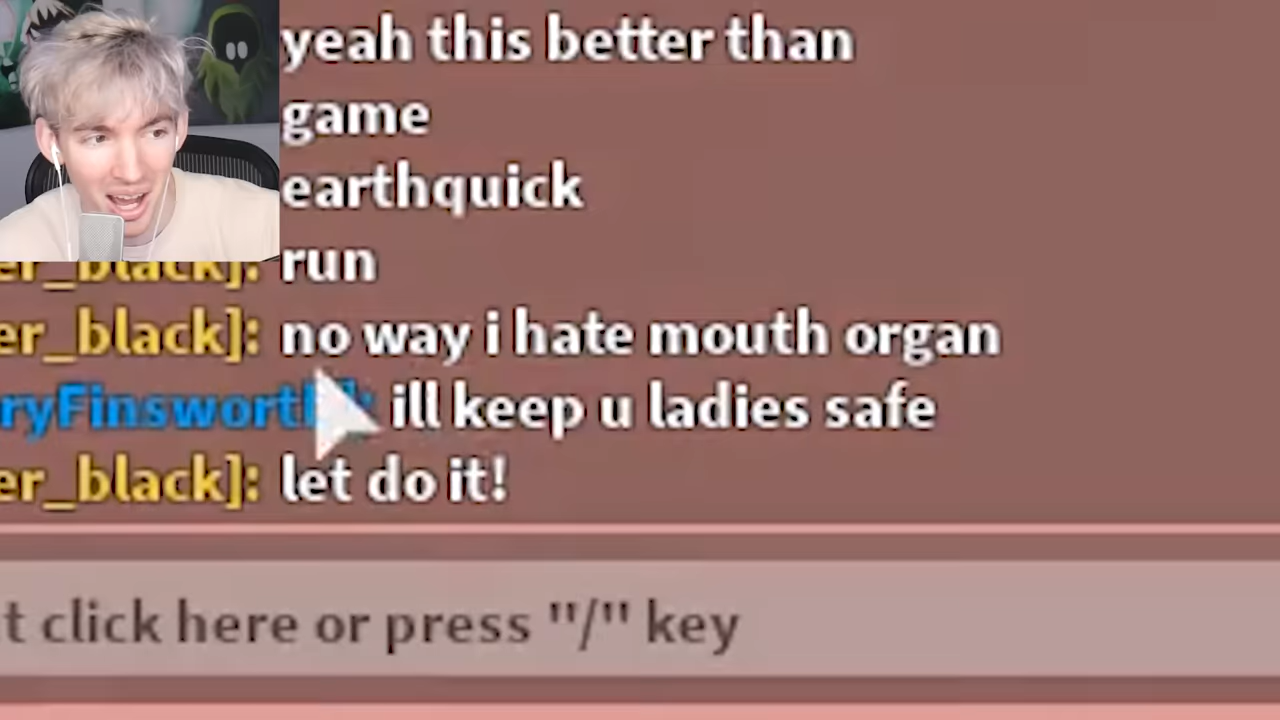 yeah this better than
game
earthquick
er_black]: run
er_black]: no way i hate mouth organ
ryFinsworth]: ill keep u ladies safe
er_black]: let do it!
t click here or press "/" key